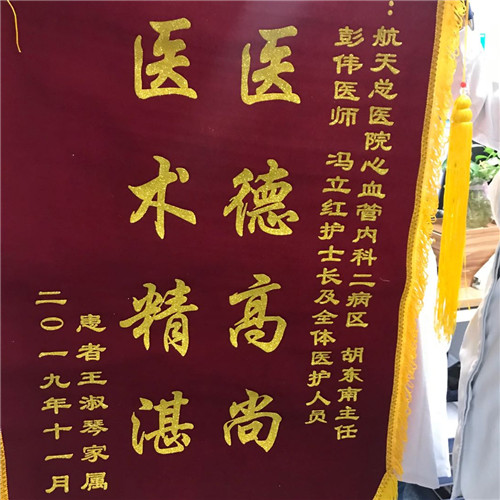 航天总医院心血管内科二病区 胡东南主任
彭伟医师 冯立红护士长及全体医护人员
医德高尚
医术精湛
患者王淑琴家属
二〇一九年十一月